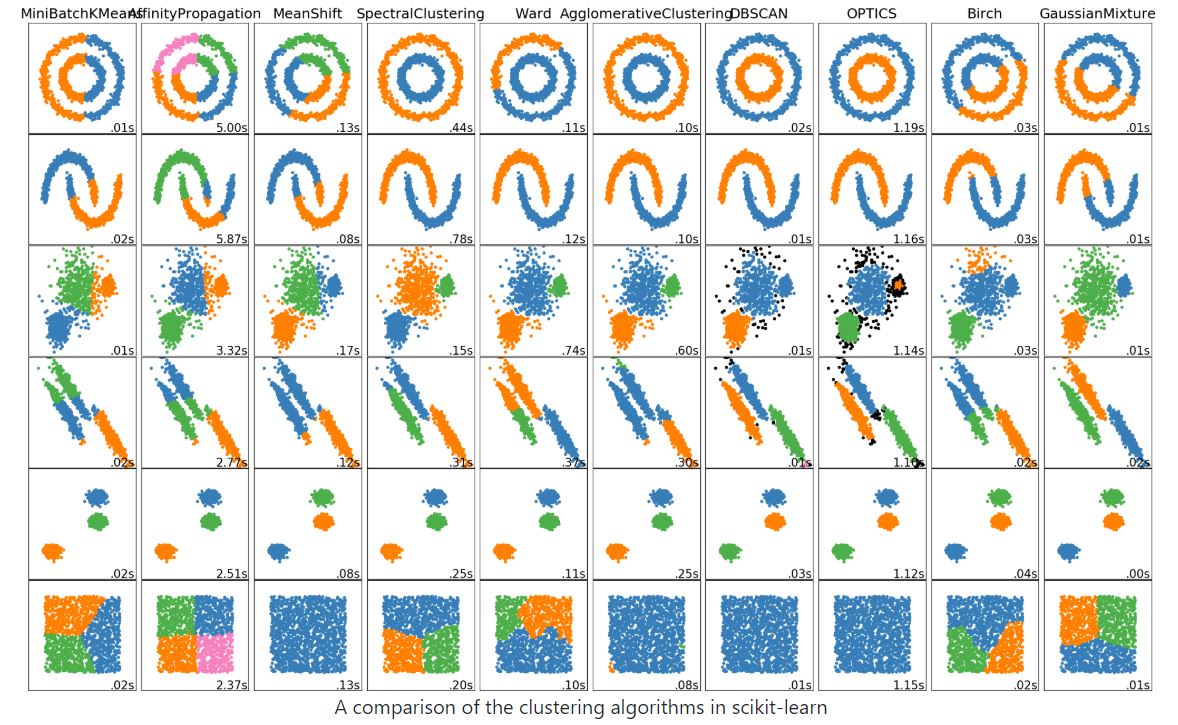 MiniBatchKMeans AffinityPropagation MeanShift SpectralClustering Ward AgglomerativeClustering DBSCAN OPTICS Birch GaussianMixture
.01s 5.00s .13s .44s .11s .10s .02s 1.19s .03s .01s
.02s 5.87s .08s .78s .12s .10s .01s 1.16s .03s .01s
.01s 3.32s .17s .15s .74s .60s .01s 1.14s .03s .01s
.02s 2.77s .12s .31s .37s .30s .01s .02s .02s
.02s 2.51s .08s .25s .11s .25s .03s 1.12s .04s .00s
.02s 2.37s .13s .20s .10s .08s .01s 1.15s .02s .01s
A comparison of the clustering algorithms in scikit-learn